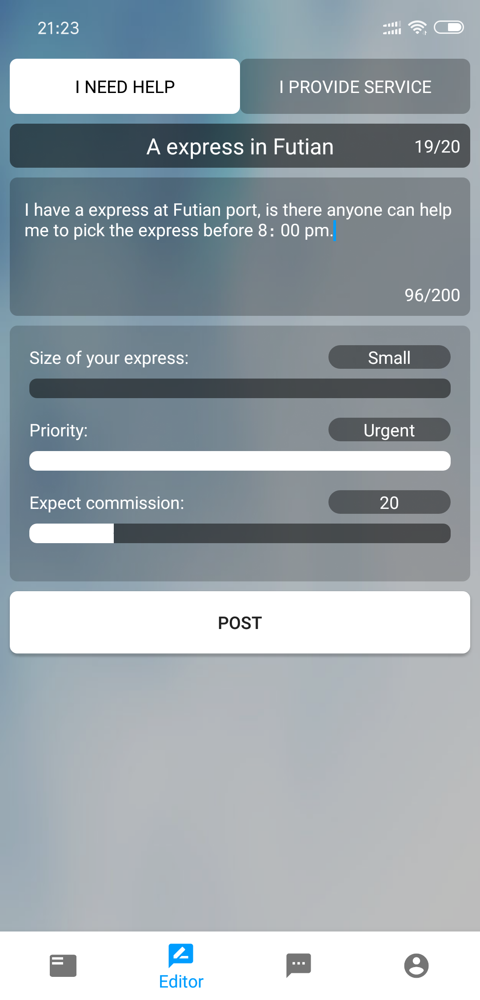 21:23
I NEED HELP
I PROVIDE SERVICE
A express in Futian
19/20
I have a express at Futian port, is there anyone can help
me to pick the express before 8：00 pm.
96/200
Size of your express:
Small
Priority:
Urgent
Expect commission:
20
POST
Editor